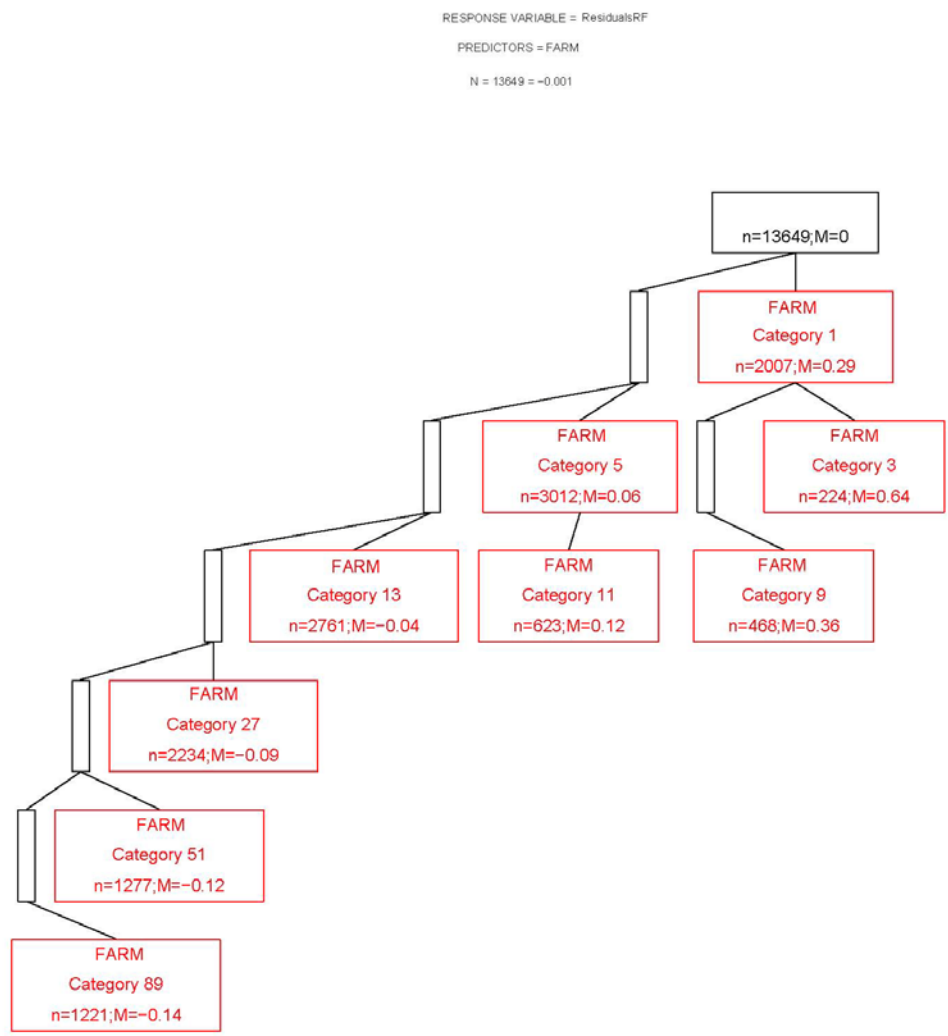 RESPONSE VARIABLE = ResidualsRF
PREDICTORS = FARM
N = 13649 = −0.001
n=13649;M=0
FARM
Category 1
n=2007;M=0.29
FARM
Category 5
n=3012;M=0.06
FARM
Category 3
n=224;M=0.64
FARM
Category 13
n=2761;M=−0.04
FARM
Category 11
n=623;M=0.12
FARM
Category 9
n=468;M=0.36
FARM
Category 27
n=2234;M=−0.09
FARM
Category 51
n=1277;M=−0.12
FARM
Category 89
n=1221;M=−0.14